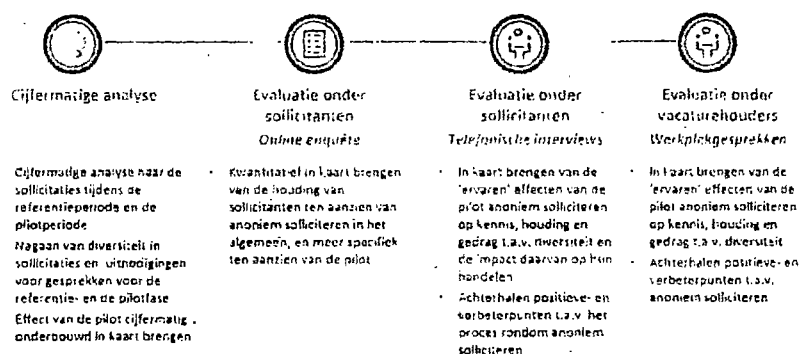 Cijfermatige analyse
Cijfermatige analyse naar de
sollicitaties tijdens de
referentieperiode en de
pilotperiode
Nagaan van diversiteit in
sollicitaties en uitnodigingen
voor gesprekken voor de
referentie- en de pilotfase
Effect van de pilot cijfermatig
onderbouwd in kaart brengen
Evaluatie onder
sollicitanten
Online enquête
• Kwantitatief in kaart brengen
van de houding van
sollicitanten ten aanzien van
anoniem solliciteren in het
algemeen, en meer specifiek
ten aanzien van de pilot
Evaluatie onder
sollicitanten
Telefonische interviews
• In kaart brengen van de
'ervaren' effecten van de
pilot anoniem solliciteren
op kennis, houding en
gedrag t.a.v. diversiteit en
de impact daarvan op hun
handelen
• Achterhalen positieve- en
verbeterpunten t.a.v. het
proces rondom anoniem
solliciteren
Evaluatie onder
vacaturehouders
Werkplekgesprekken
• In kaart brengen van de
'ervaren' effecten van de
pilot anoniem solliciteren
op kennis, houding en
gedrag t.a.v. diversiteit
• Achterhalen positieve- en
verbeterpunten t.a.v.
anoniem solliciteren